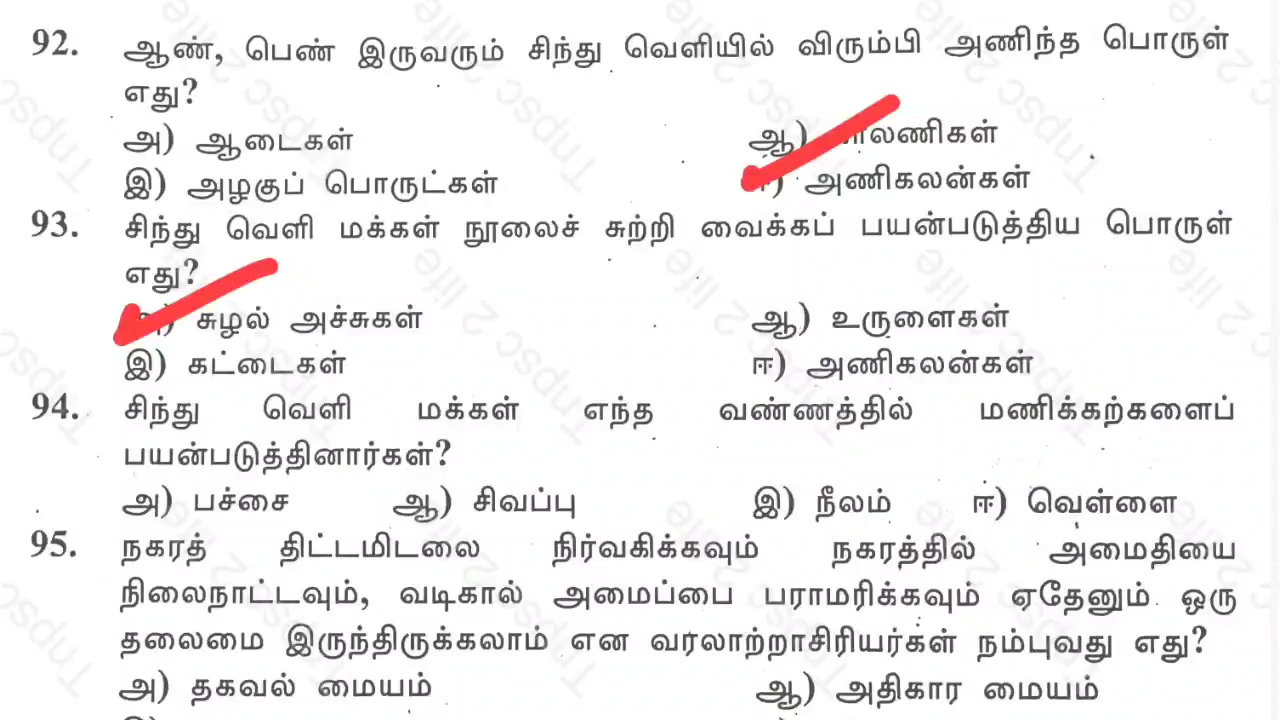 92. ஆண், பெண் இருவரும் சிந்து வெளியில் விரும்பி அணிந்த பொருள்
எது?
அ) ஆடைகள் ஆ)
இ) அழகுப் பொருட்கள் அணிகலன்கள்
93. சிந்து வெளி மக்கள் நூலைச் சுற்றி வைக்கப் பயன்படுத்திய பொருள்
எது?
சுழல் அச்சுகள் ஆ) உருளைகள்
இ) கட்டைகள் ஈ) அணிகலன்கள்
94. சிந்து வெளி மக்கள் எந்த வண்ணத்தில் மணிக்கற்களைப்
பயன்படுத்தினார்கள்?
அ) பச்சை ஆ) சிவப்பு இ) நீலம் ஈ) வெள்ளை
95. நகரத் திட்டமிடலை நிர்வகிக்கவும் நகரத்தில் அமைதியை
நிலைநாட்டவும், வடிகால் அமைப்பை பராமரிக்கவும் ஏதேனும் ஒரு
தலைமை இருந்திருக்கலாம் என வரலாற்றாசிரியர்கள் நம்புவது எது?
அ) தகவல் மையம் ஆ) அதிகார மையம்
Tnpsc 2 life